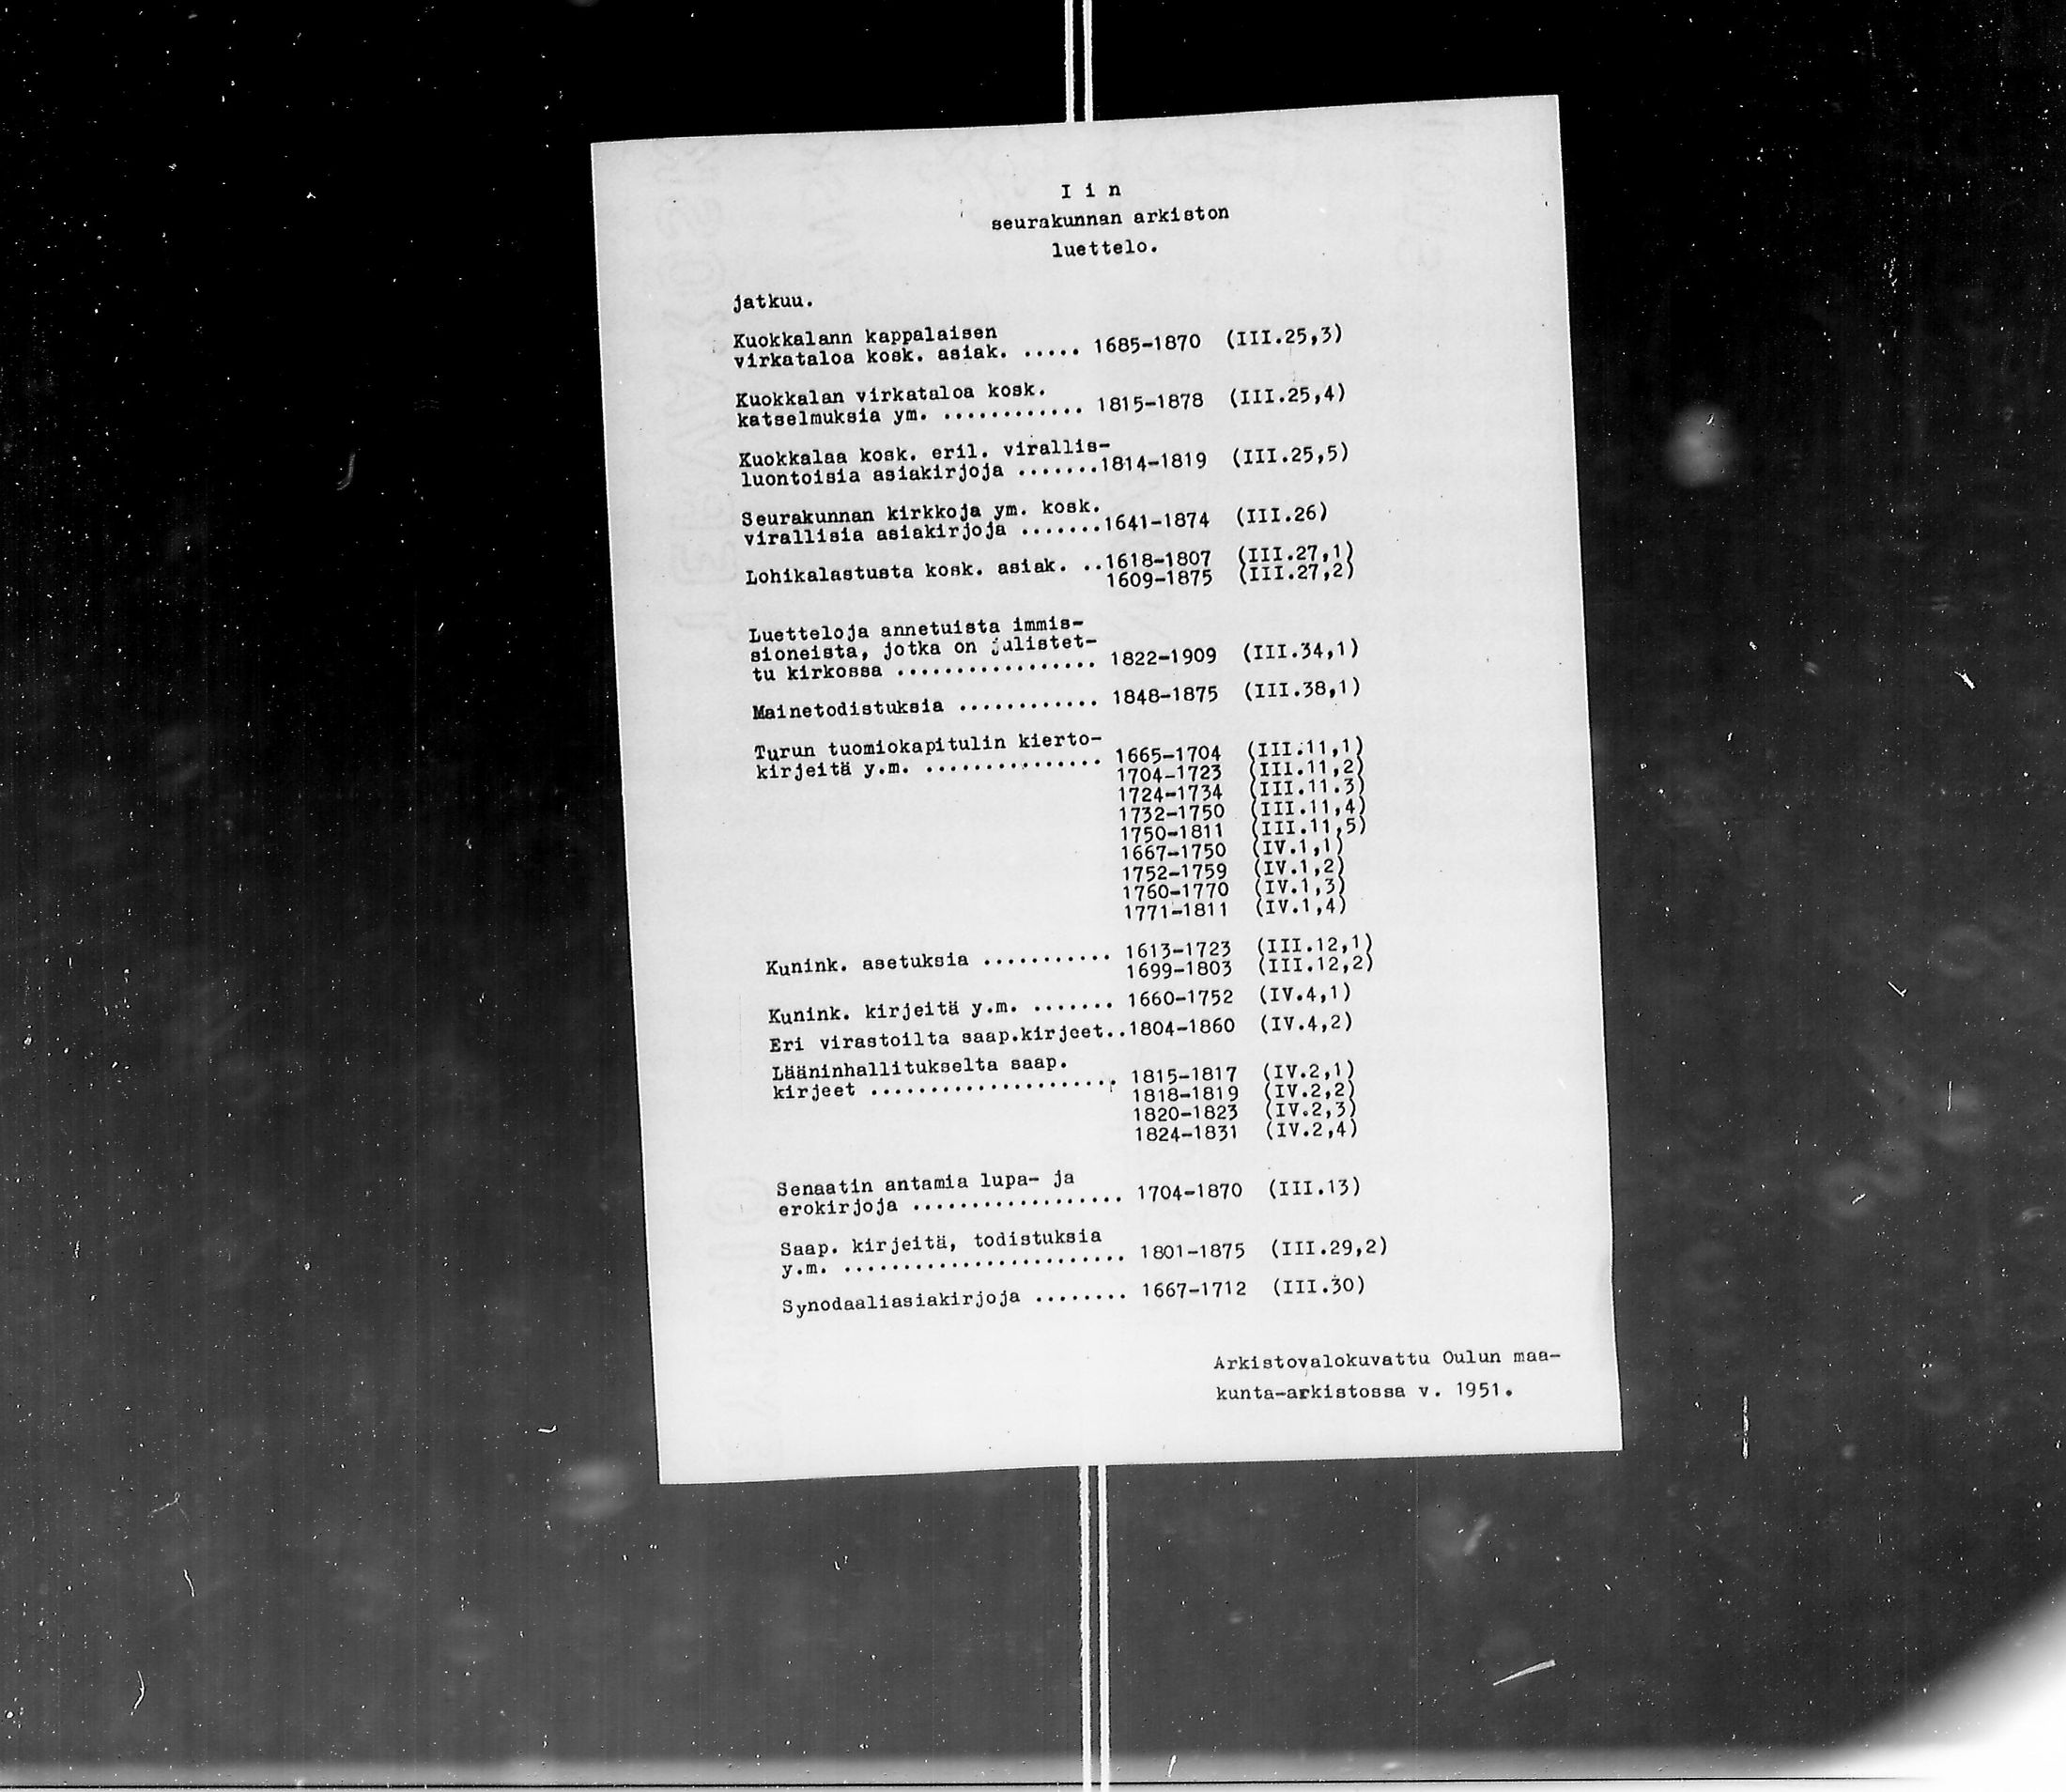 I i n
seurakunnan arkiston
luettelo.
jatkuu.
Kuokkalann kappalaisen
virkataloa kosk. asiak. ..... 1685-1870 (III.25,3)
Kuokkalan virkataloa kosk.
katselmuksia ym. ............ 1815-1878 (III.25,4)
Kuokkalaa kosk. eril. virallis-
luontoisia asiakirjoja .......1814-1819 (III.25,5)
Seurakunnan kirkkoja ym. kosk.
virallisia asiakirjoja .......1641-1874 (III.26)
Lohikalastusta kosk. asiak. ..1618-1807 (III.27,1)
1609-1875 (III.27,2)
Luetteloja annetuista immis-
sioneista, jotka on julistet-
tu kirkossa ................. 1822-1909 (III.34,1)
Mainetodistuksia ............ 1848-1875 (III.38,1)
Turun tuomiokapitulin kierto-
kirjeitä y.m. ............... 1665-1704 (III.11,1)
1704-1723 (III.11,2)
1724-1734 (III.11.3)
1732-1750 (III.11,4)
1750-1811 (III.11,5)
1667-1750 (IV.1,1)
1752-1759 (IV.1,2)
1760-1770 (IV.1,3)
1771-1811 (IV.1,4)
Kunink. asetuksia ........... 1613-1723 (III.12,1)
1699-1803 (III.12,2)
Kunink. kirjeitä y.m. ....... 1660-1752 (IV.4,1)
Eri virastoilta saap.kirjeet..1804-1860 (IV.4,2)
Lääninhallitukselta saap.
kirjeet ..................... 1815-1817 (IV.2,1)
1818-1819 (IV.2,2)
1820-1823 (IV.2,3)
1824-1831 (IV.2,4)
Senaatin antamia lupa- ja
erokirjoja .................. 1704-1870 (III.13)
Saap. kirjeitä, todistuksia
y.m. ........................ 1801-1875 (III.29,2)
Synodaaliasiakirjoja ........ 1667-1712 (III.30)
Arkistovalokuvattu Oulun maa-
kunta-arkistossa v. 1951.